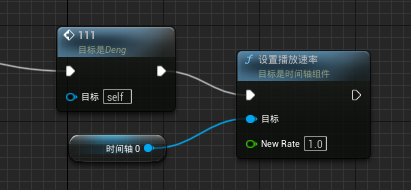 111
目标是Deng
目标 self
时间轴 0
设置播放速率
目标是时间轴组件
目标
New Rate 1.0